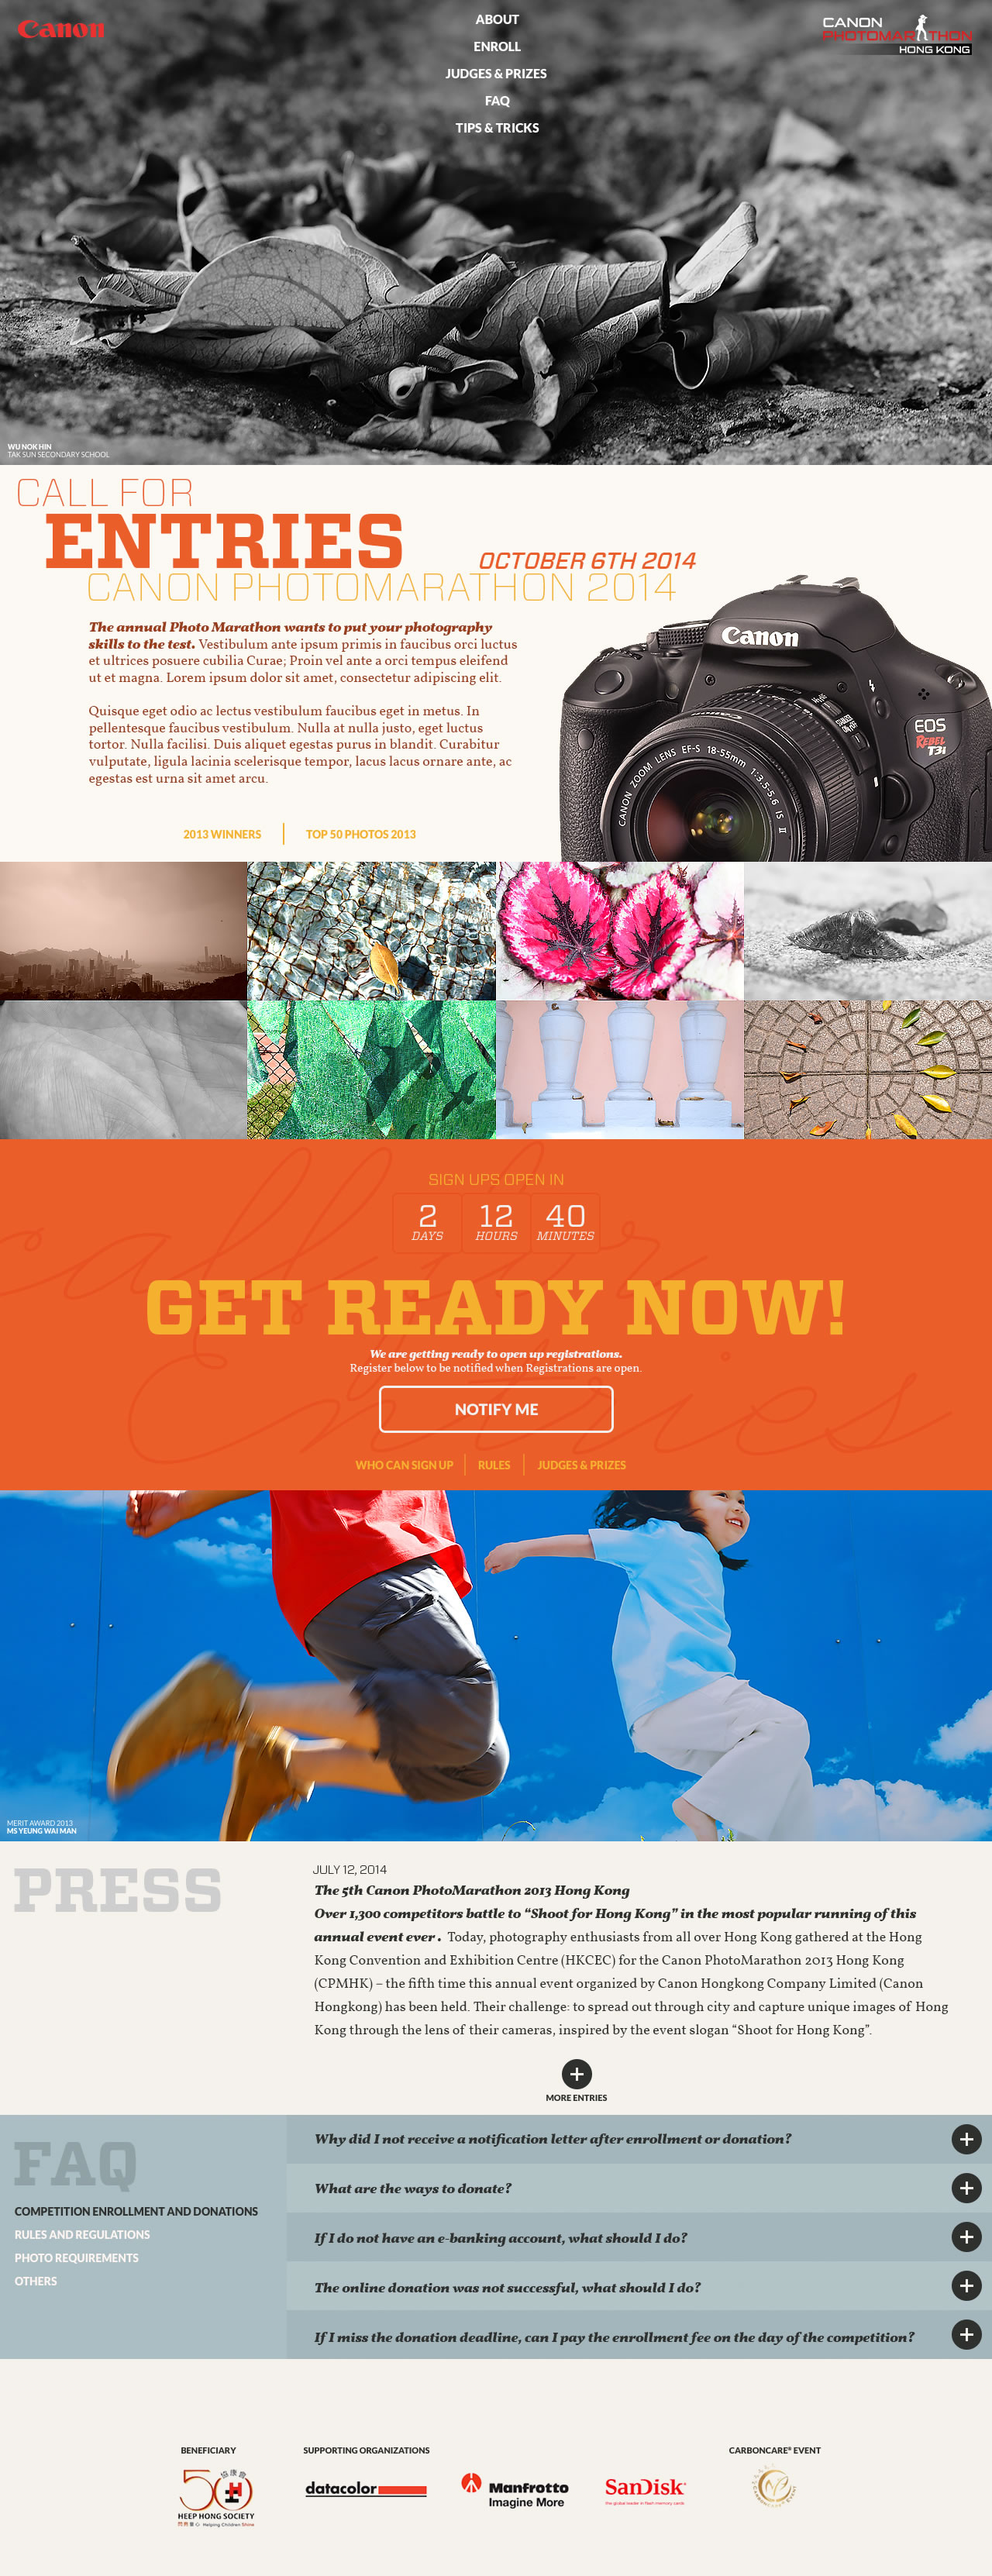 Canon
ABOUT
ENROLL
JUDGES & PRIZES
FAQ
TIPS & TRICKS
CANON
PHOTOMARATHON
HONG KONG
WU NOK HIN
TAK SUN SECONDARY SCHOOL
CALL FOR
ENTRIES
OCTOBER 6TH 2014
CANON PHOTOMARATHON 2014
The annual Photo Marathon wants to put your photography
skills to the test. Vestibulum ante ipsum primis in faucibus orci luctus
et ultrices posuere cubilia Curae; Proin vel ante a orci tempus eleifend
ut et magna. Lorem ipsum dolor sit amet, consectetur adipiscing elit.
Quisque eget odio ac lectus vestibulum faucibus eget in metus. In
pellentesque faucibus vestibulum. Nulla at nulla justo, eget luctus
tortor. Nulla facilisi. Duis aliquet egestas purus in blandit. Curabitur
vulputate, ligula lacinia scelerisque tempor, lacus lacus ornare ante, ac
egestas est urna sit amet arcu.
Canon
EOS
REBEL
T3i
Canon
CANON ZOOM LENS EF-S 18-55mm 1:3.5-5.6 IS II
2013 WINNERS
TOP 50 PHOTOS 2013
SIGN UPS OPEN IN
2 12 40
DAYS HOURS MINUTES
GET READY NOW!
We are getting ready to open up registrations.
Register below to be notified when Registrations are open.
NOTIFY ME
WHO CAN SIGN UP
RULES
JUDGES & PRIZES
MERIT AWARD 2013
MS YEUNG WAI MAN
PRESS
JULY 12, 2014
The 5th Canon PhotoMarathon 2013 Hong Kong
Over 1,300 competitors battle to “Shoot for Hong Kong” in the most popular running of this
annual event ever . Today, photography enthusiasts from all over Hong Kong gathered at the Hong
Kong Convention and Exhibition Centre (HKCEC) for the Canon PhotoMarathon 2013 Hong Kong
(CPMHK) – the fifth time this annual event organized by Canon Hongkong Company Limited (Canon
Hongkong) has been held. Their challenge: to spread out through city and capture unique images of Hong
Kong through the lens of their cameras, inspired by the event slogan “Shoot for Hong Kong”.
MORE ENTRIES
FAQ
COMPETITION ENROLLMENT AND DONATIONS
RULES AND REGULATIONS
PHOTO REQUIREMENTS
OTHERS
Why did I not receive a notification letter after enrollment or donation?
What are the ways to donate?
If I do not have an e-banking account, what should I do?
The online donation was not successful, what should I do?
If I miss the donation deadline, can I pay the enrollment fee on the day of the competition?
BENEFICIARY
SUPPORTING ORGANIZATIONS
CARBONCARE® EVENT
協康會
50
HEEP HONG SOCIETY
Helping Children Shine
datacolor
Manfrotto
Imagine More
SanDisk
The global leader in flash memory cards